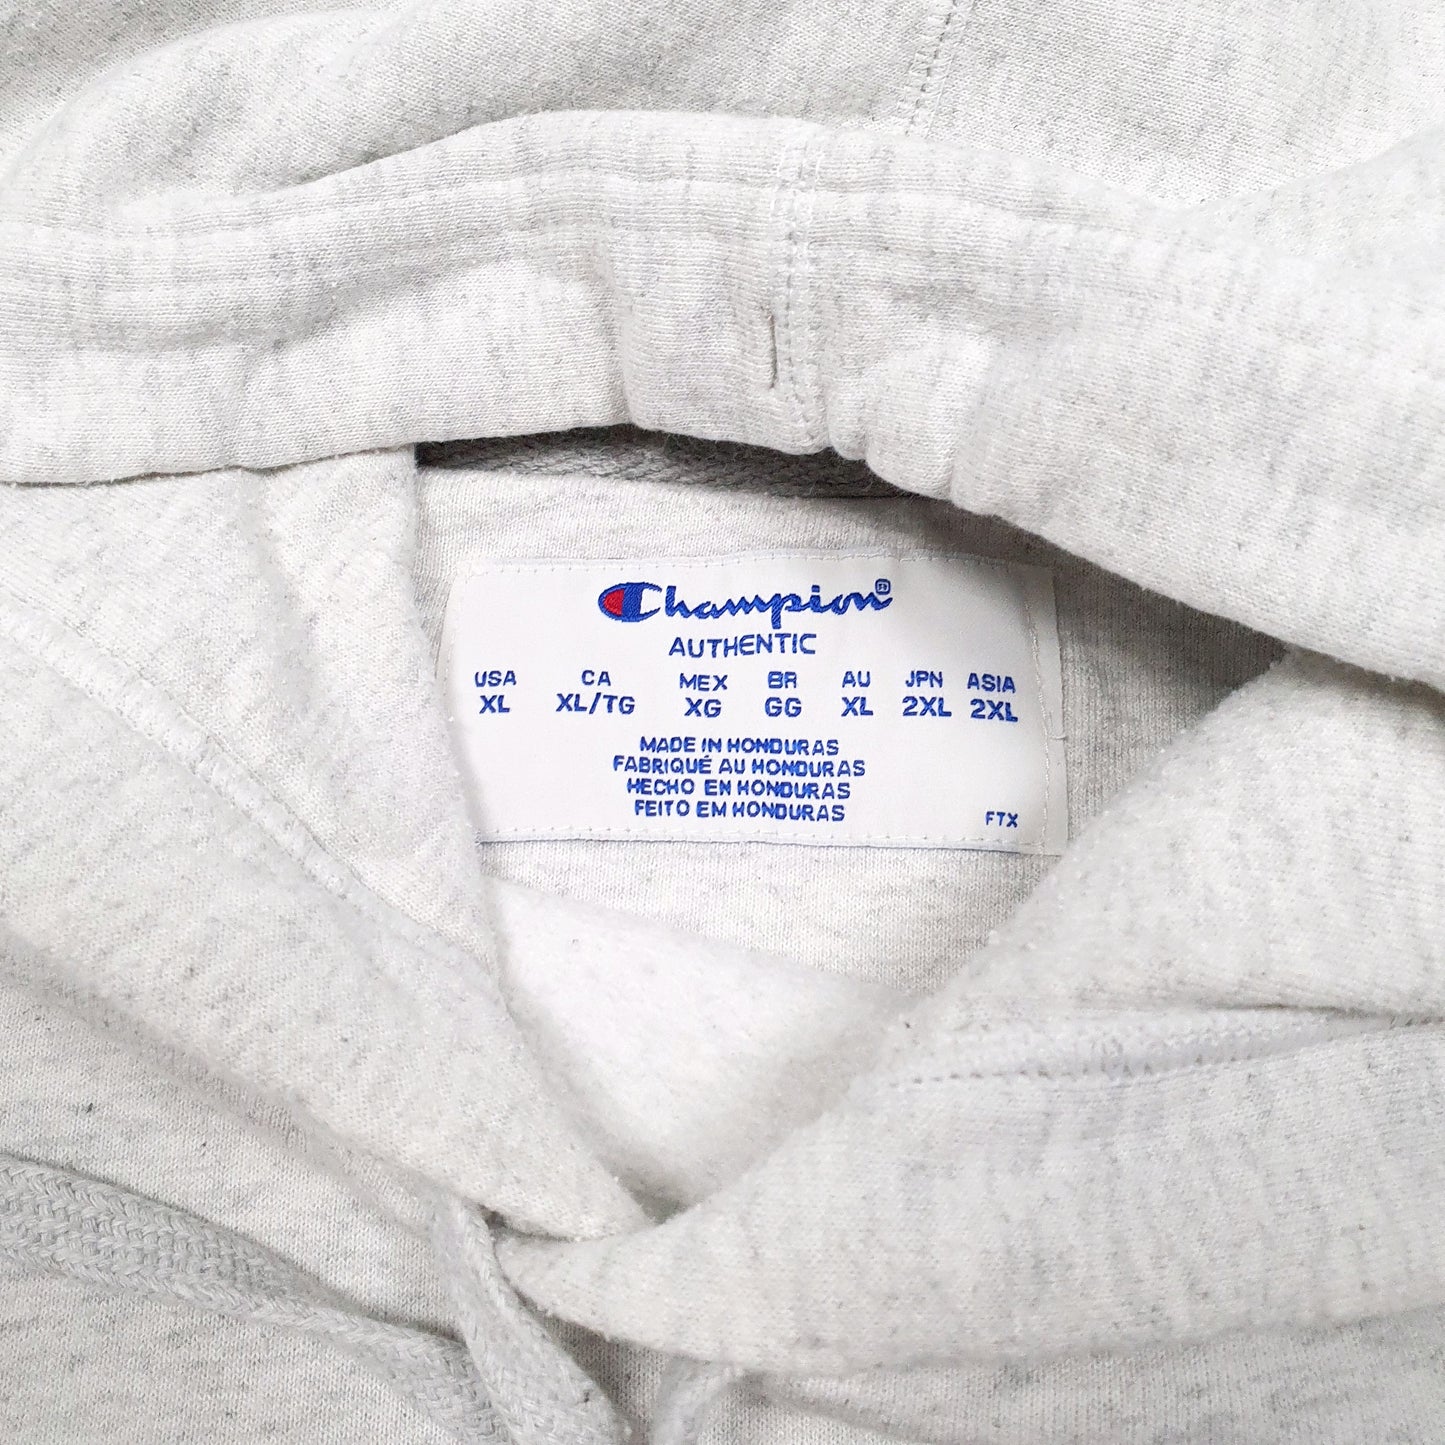 Champion®
AUTHENTIC
USA CA MEX BR AU JPN ASIA
XL XL/TG XG GG XL 2XL 2XL
MADE IN HONDURAS
FABRIQUÉ AU HONDURAS
HECHO EN HONDURAS
FEITO EM HONDURAS
FTX